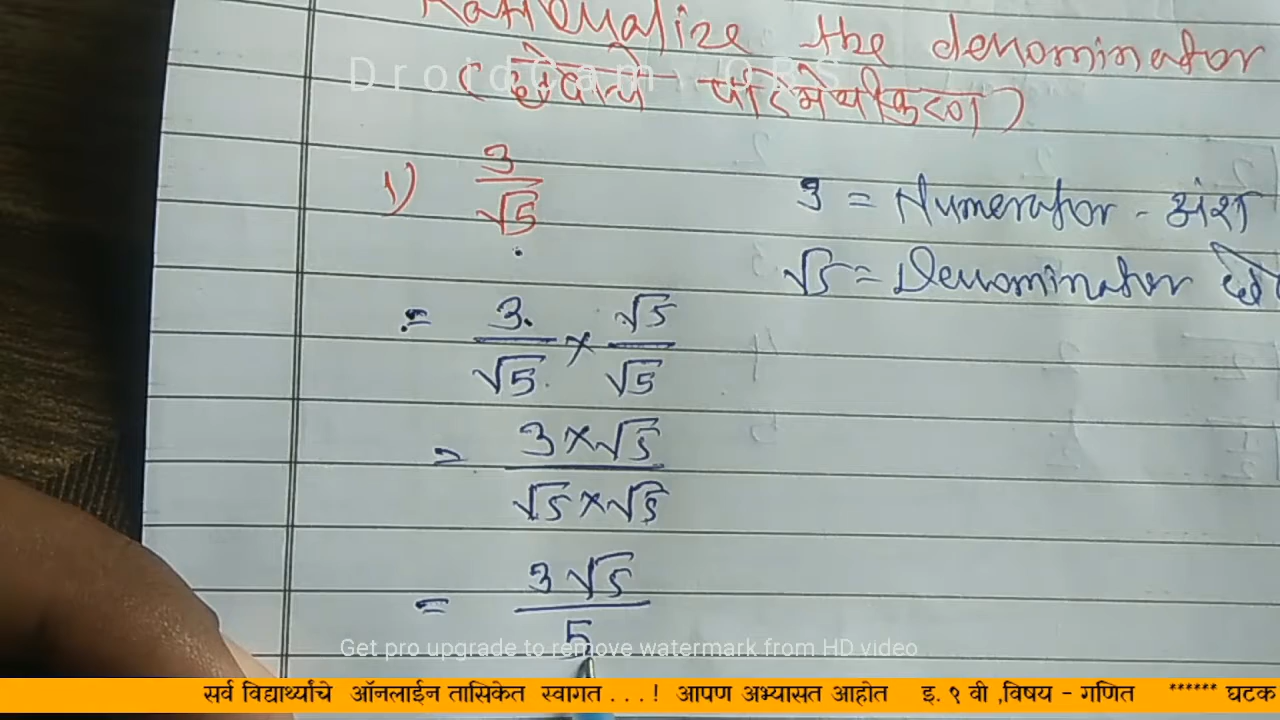 Rationalize the denominator
DroidCam OBS
(छेदाचे परिमेयीकरण)
1) 3/√5
3 = Numerator - अंश
√5 = Denominator छे
= 3/√5 × √5/√5
= 3×√5/√5×√5
= 3√5/5
Get pro upgrade to remove watermark from HD video
सर्व विद्यार्थ्यांचे ऑनलाईन तासिकेत स्वागत ...! आपण अभ्यासत आहोत इ. ९ वी ,विषय - गणित ****** घटक